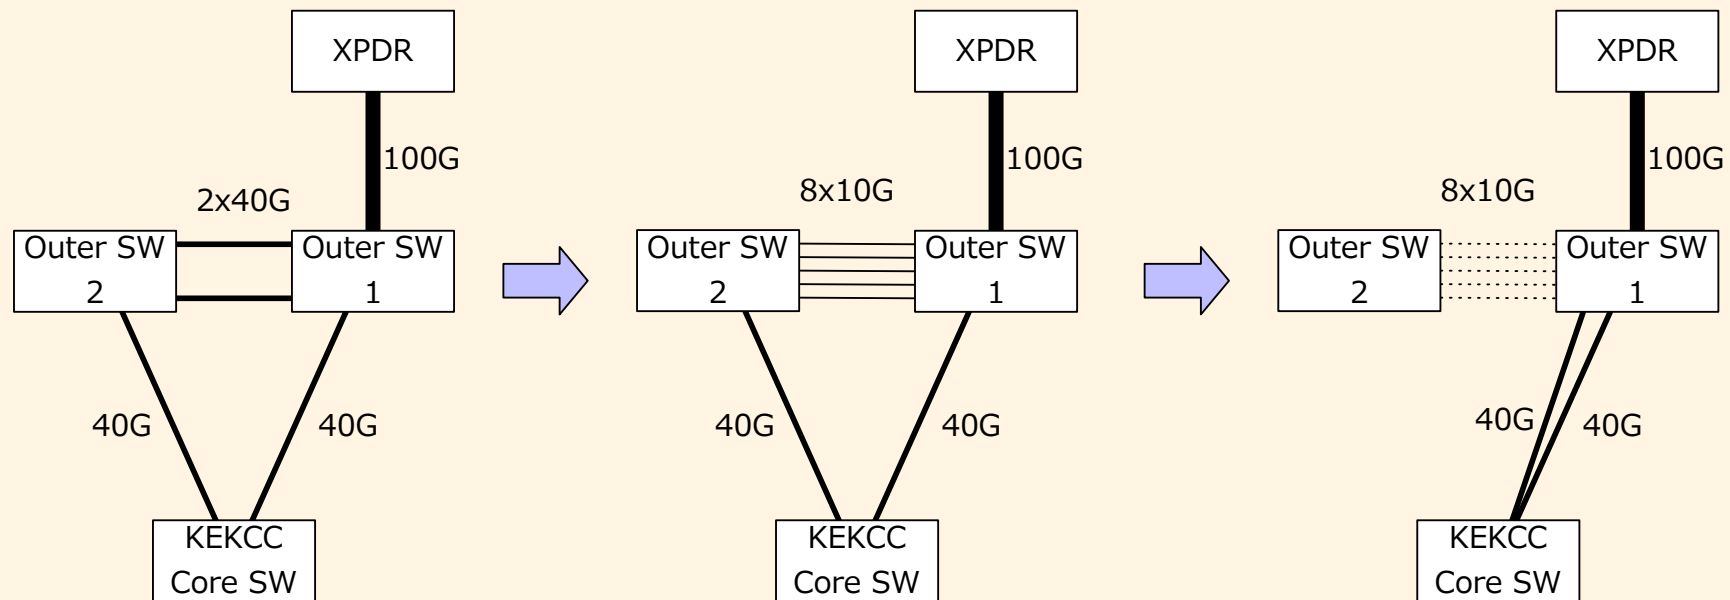 XPDR
100G
2x40G
Outer SW
2
Outer SW
1
40G
40G
KEKCC
Core SW
XPDR
100G
8x10G
Outer SW
2
Outer SW
1
40G
40G
KEKCC
Core SW
XPDR
100G
8x10G
Outer SW
2
Outer SW
1
40G
40G
KEKCC
Core SW